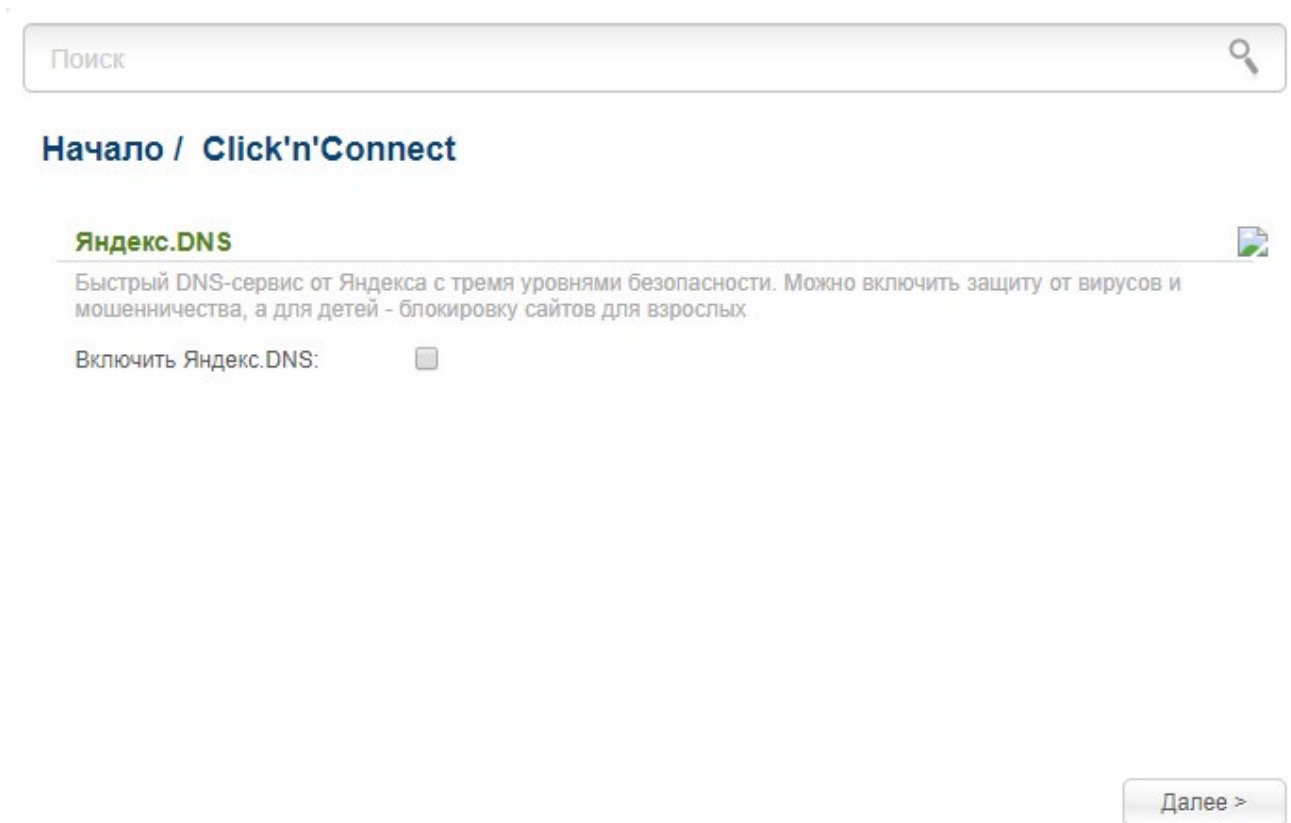 Поиск
Начало / Click'n'Connect
Яндекс.DNS
Быстрый DNS-сервис от Яндекса с тремя уровнями безопасности. Можно включить защиту от вирусов и
мошенничества, а для детей - блокировку сайтов для взрослых
Включить Яндекс.DNS:
Далее >